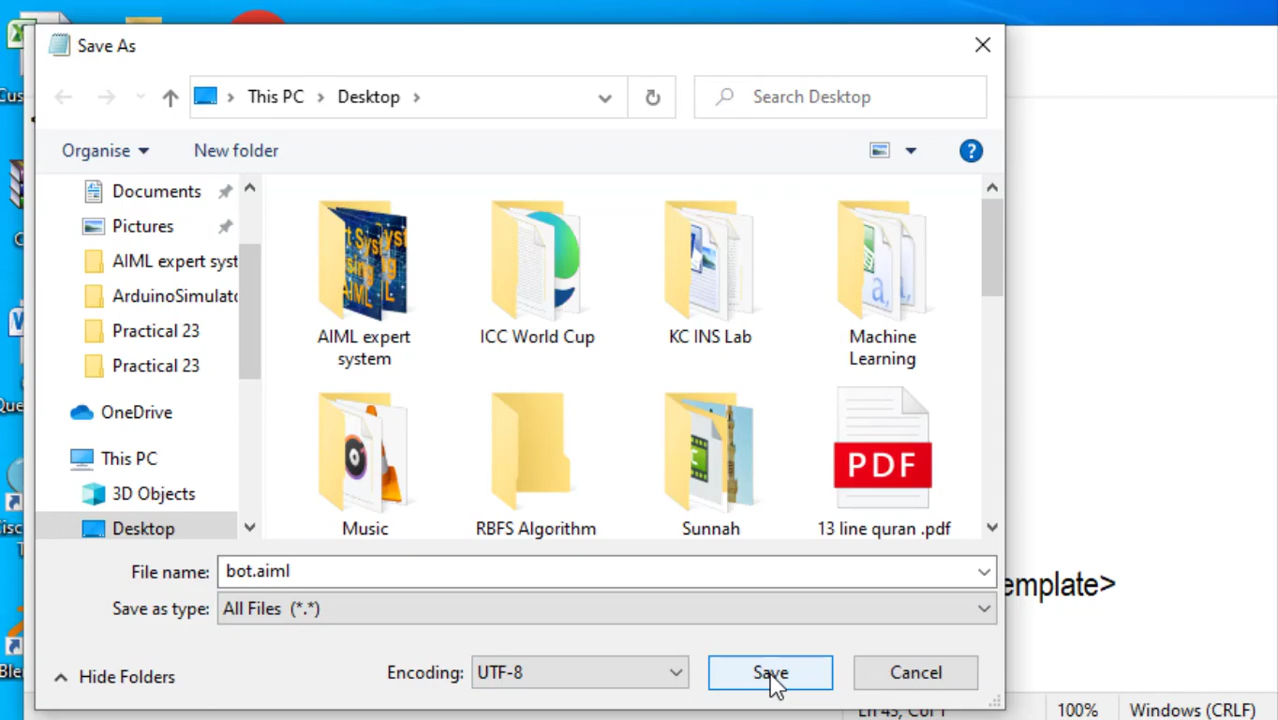 Save As
This PC
Desktop
Search Desktop
Organise
New folder
Documents
Pictures
AIML expert syst
ArduinoSimulato
Practical 23
Practical 23
OneDrive
This PC
3D Objects
Desktop
AIML expert
system
ICC World Cup
KC INS Lab
Machine
Learning
Music
RBFS Algorithm
Sunnah
PDF
13 line quran .pdf
File name:
bot.aiml
Save as type:
All Files (*.*)
Hide Folders
Encoding:
UTF-8
Save
Cancel
emplate>
100%
Windows (CRLF)